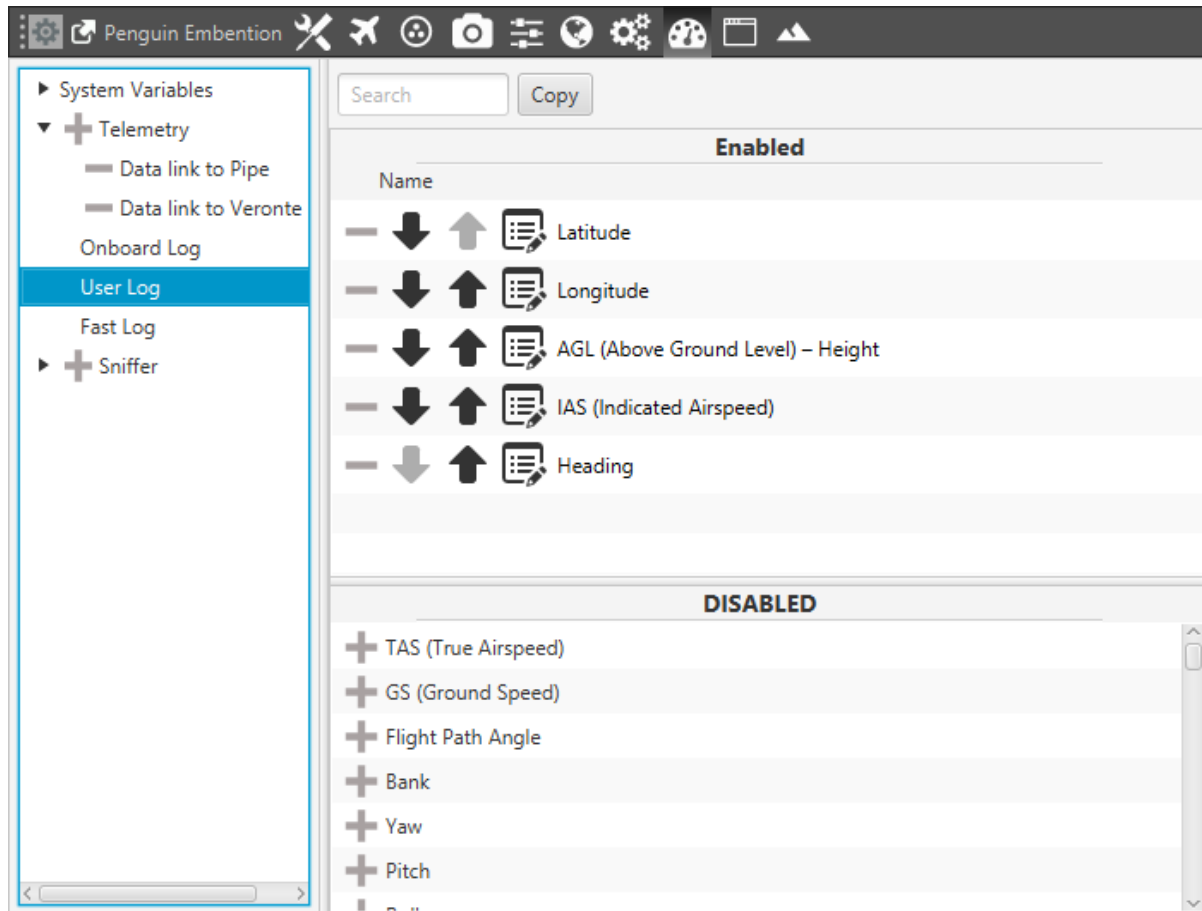 Penguin Embention
System Variables
Telemetry
Data link to Pipe
Data link to Veronte
Onboard Log
User Log
Fast Log
Sniffer
Search
Copy
Enabled
Name
Latitude
Longitude
AGL (Above Ground Level) – Height
IAS (Indicated Airspeed)
Heading
DISABLED
TAS (True Airspeed)
GS (Ground Speed)
Flight Path Angle
Bank
Yaw
Pitch